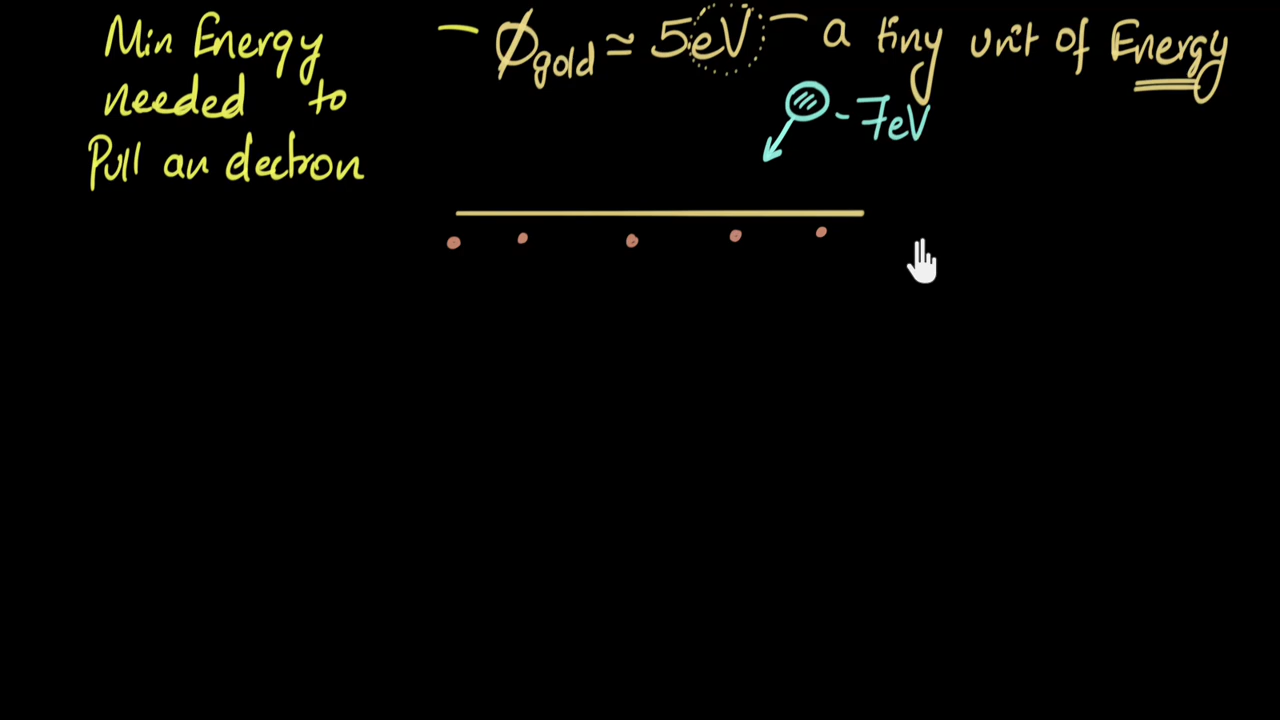 Min Energy
needed to
Pull an electron
— ϕgold ≃ 5eV — a tiny unit of Energy
- 7eV